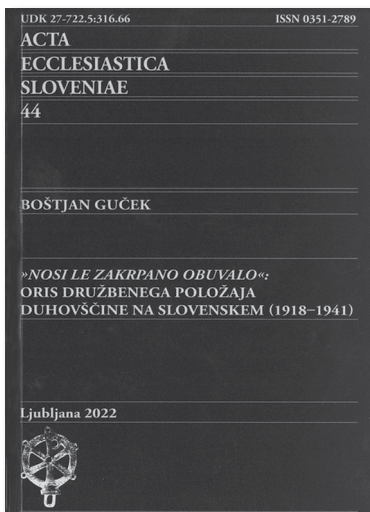 UDK 27-722.5:316.66 ISSN 0351-2789
ACTA
ECCLESIASTICA
SLOVENIAE
44
BOŠTJAN GUČEK
»NOSI LE ZAKRPANO OBUVALO«:
ORIS DRUŽBENEGA POLOŽAJA
DUHOVŠČINE NA SLOVENSKEM (1918–1941)
Ljubljana 2022